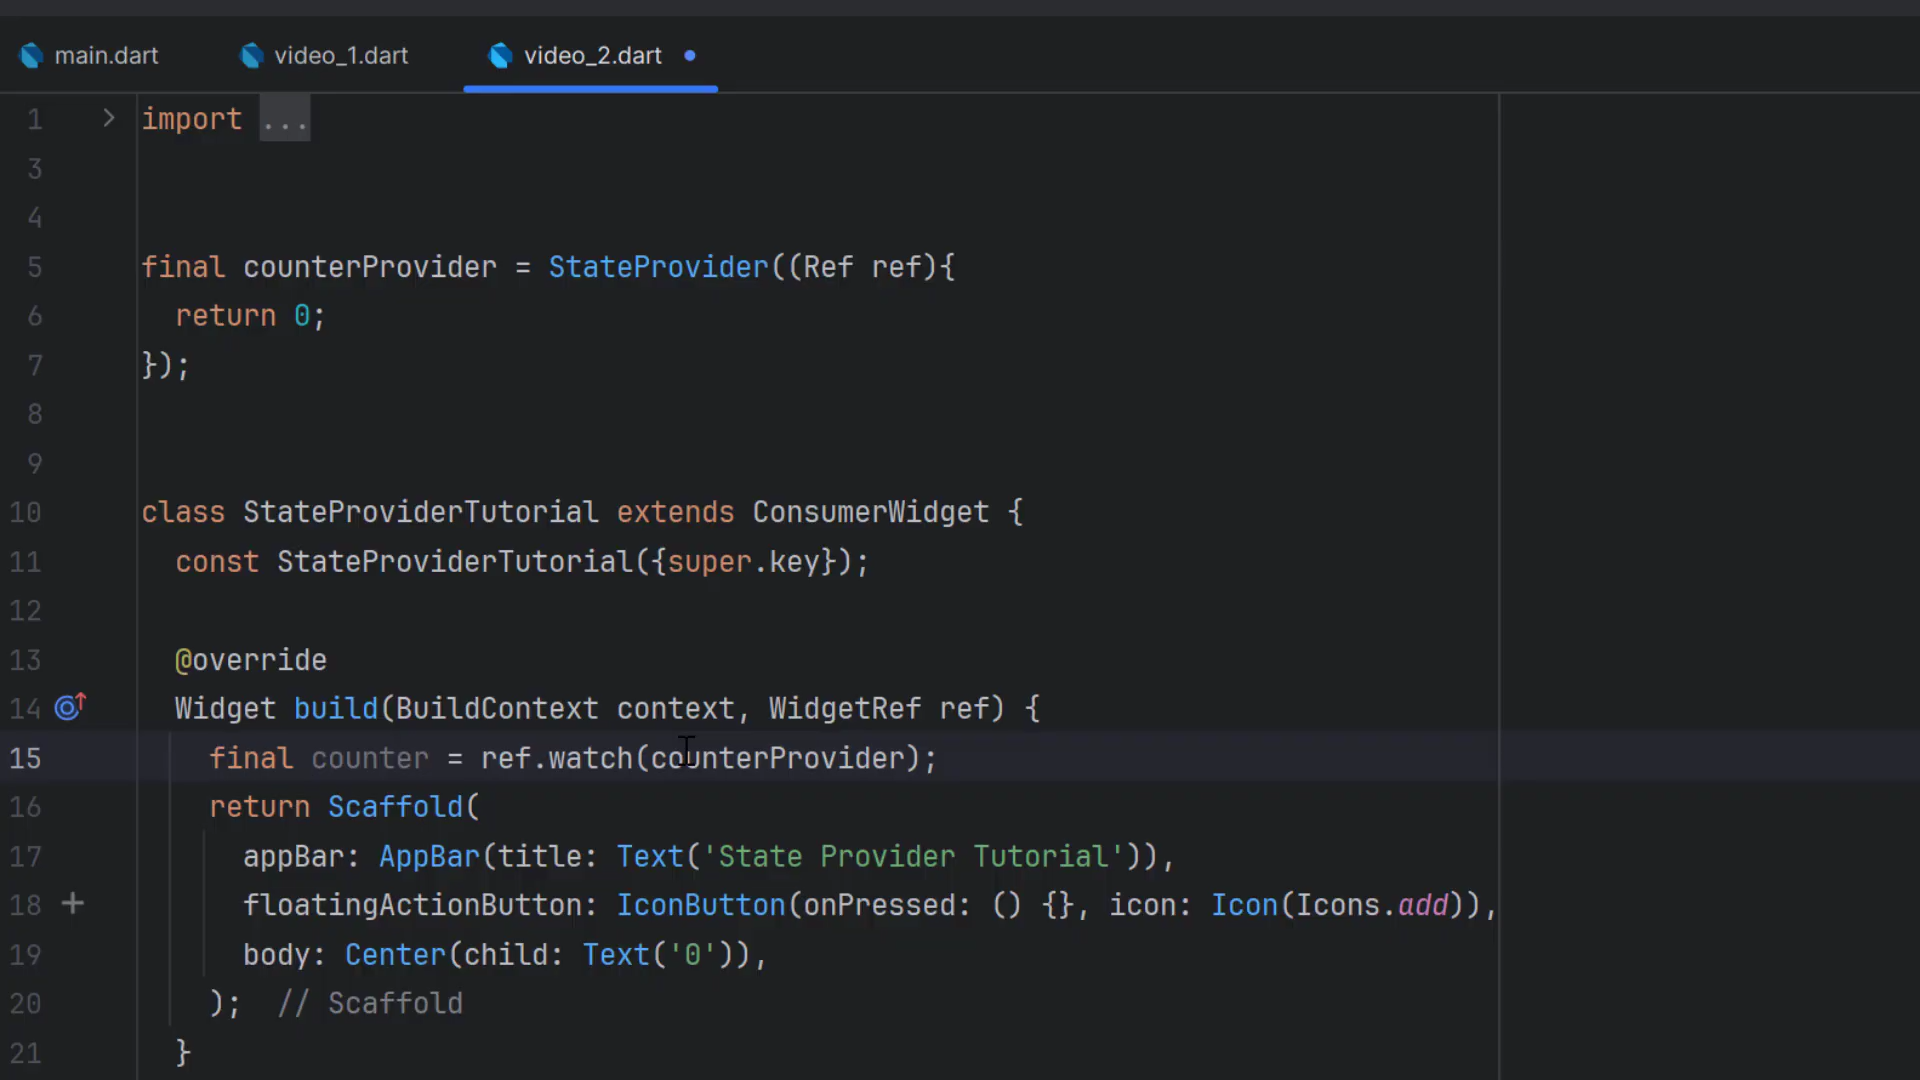 main.dart video_1.dart video_2.dart
1 import ...
3
4
5 final counterProvider = StateProvider((Ref ref){
6 return 0;
7 });
8
9
10 class StateProviderTutorial extends ConsumerWidget {
11 const StateProviderTutorial({super.key});
12
13 @override
14 Widget build(BuildContext context, WidgetRef ref) {
15 final counter = ref.watch(counterProvider);
16 return Scaffold(
17 appBar: AppBar(title: Text('State Provider Tutorial')),
18 floatingActionButton: IconButton(onPressed: () {}, icon: Icon(Icons.add)),
19 body: Center(child: Text('0')),
20 ); // Scaffold
21 }